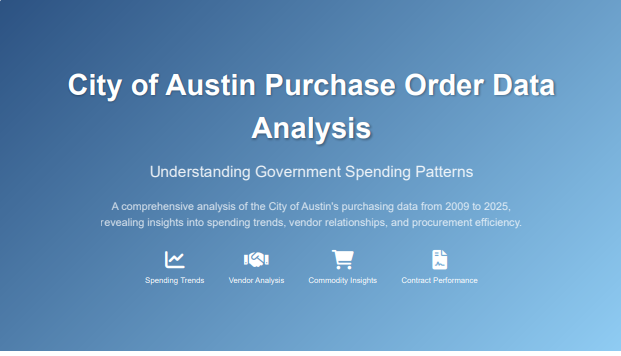 City of Austin Purchase Order Data
Analysis
Understanding Government Spending Patterns
A comprehensive analysis of the City of Austin's purchasing data from 2009 to 2025,
revealing insights into spending trends, vendor relationships, and procurement efficiency.
Spending Trends
Vendor Analysis
Commodity Insights
Contract Performance